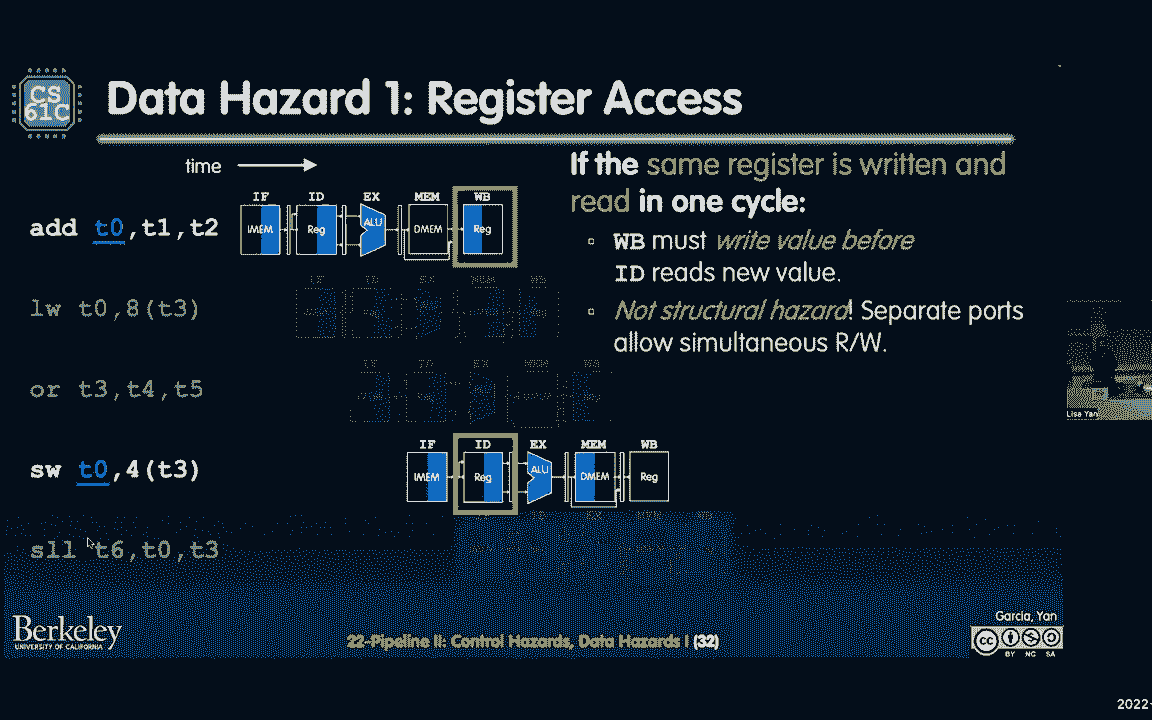 CS
61C
Data Hazard 1: Register Access
time
IF ID EX MEM WB
add t0,t1,t2
IMEM Reg ALU DMEM Reg
lw t0,8(t3)
or t3,t4,t5
IF ID EX MEM WB
sw t0,4(t3)
IMEM Reg ALU DMEM Reg
sll t6,t0,t3
If the same register is written and
read in one cycle:
WB must write value before
ID reads new value.
Not structural hazard! Separate ports
allow simultaneous R/W.
Lisa Yan
Berkeley
UNIVERSITY OF CALIFORNIA
22-Pipeline II: Control Hazards, Data Hazards I (32)
Garcia, Yan
cc
BY NC SA
2022-